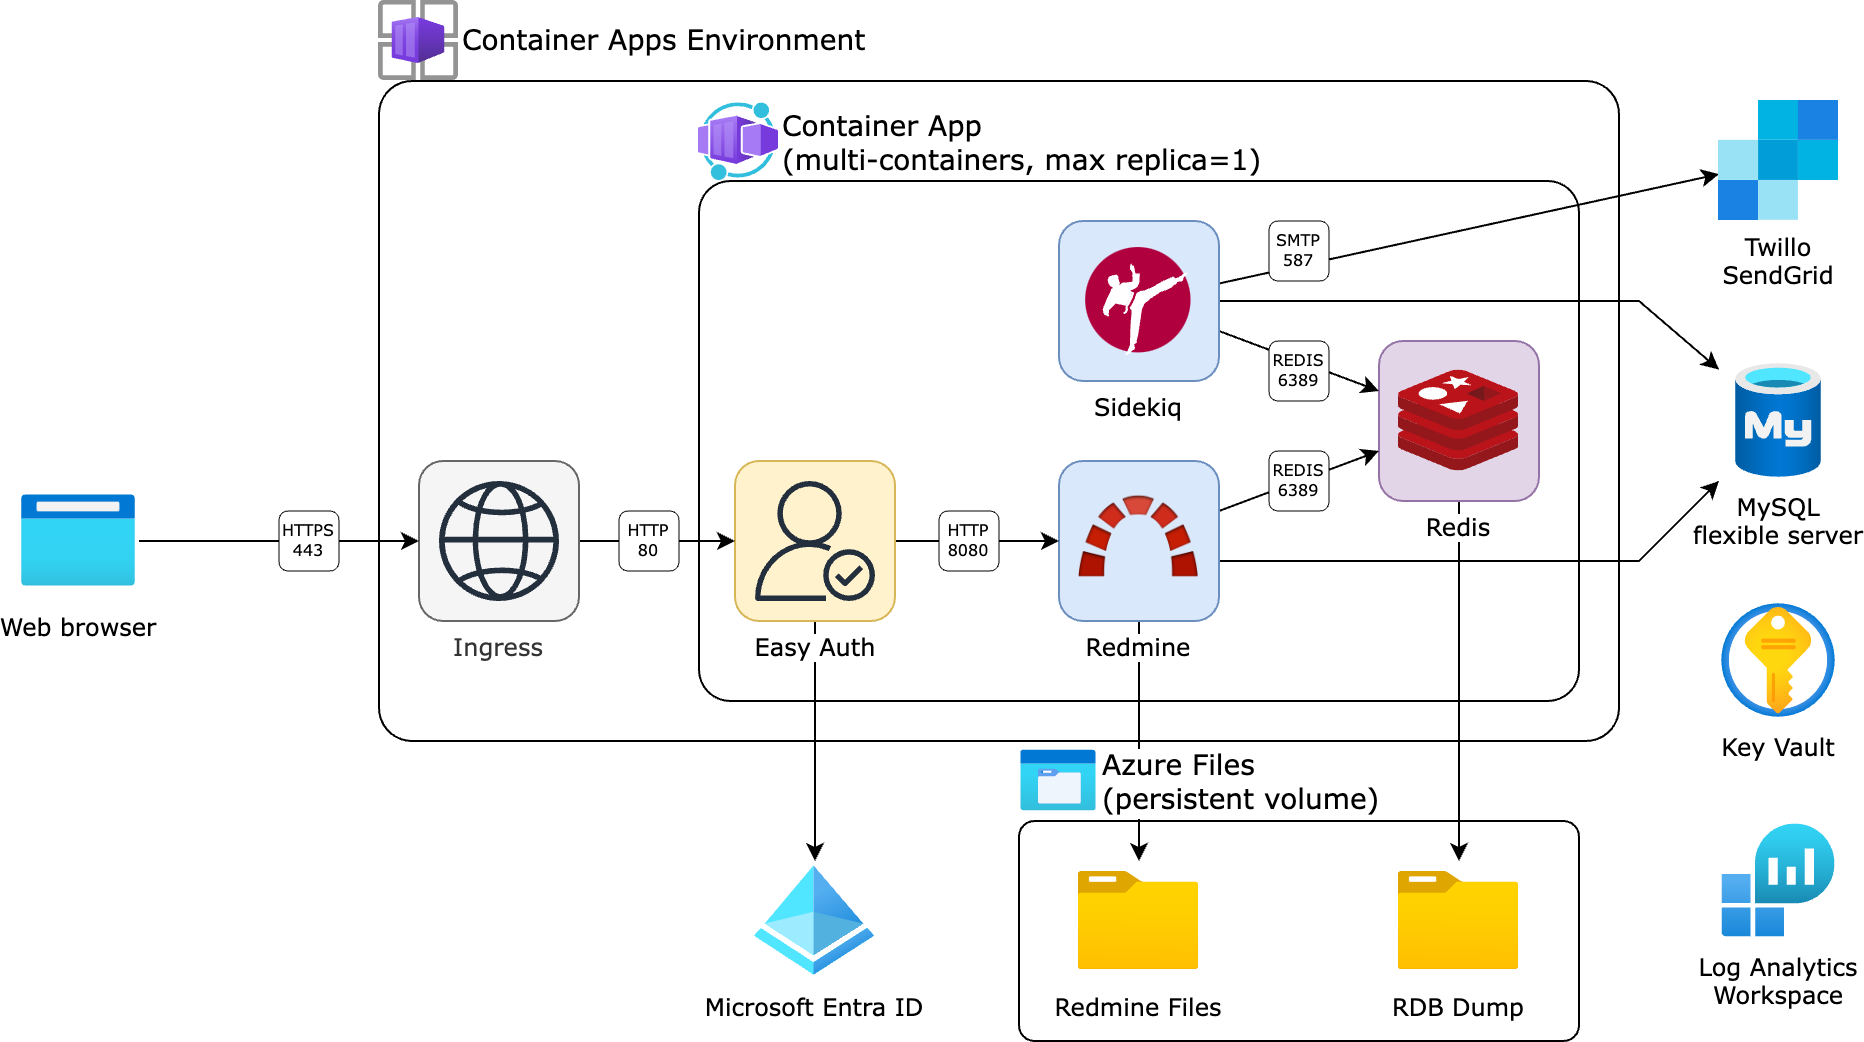 Container Apps Environment
Container App
(multi-containers, max replica=1)
SMTP
587
Twillo
SendGrid
REDIS
6389
Sidekiq
REDIS
6389
Redis
My
MySQL
flexible server
Web browser
HTTPS
443
Ingress
HTTP
80
Easy Auth
HTTP
8080
Redmine
Key Vault
Azure Files
(persistent volume)
Microsoft Entra ID
Redmine Files
RDB Dump
Log Analytics
Workspace